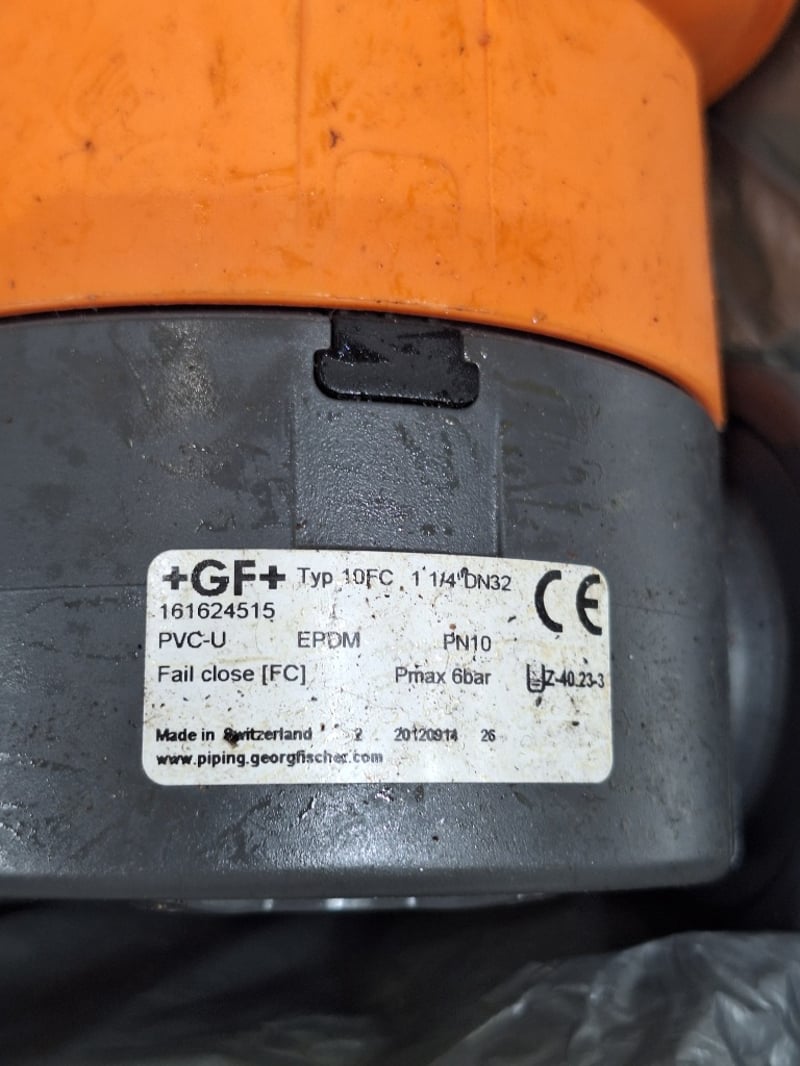 +GF+ Typ 10FC 1 1/4" DN32 CE
161624515
PVC-U EPDM PN10
Fail close [FC] Pmax 6bar Z-40.23-3
Made in Switzerland 2 20120914 26
www.piping.georgfischer.com